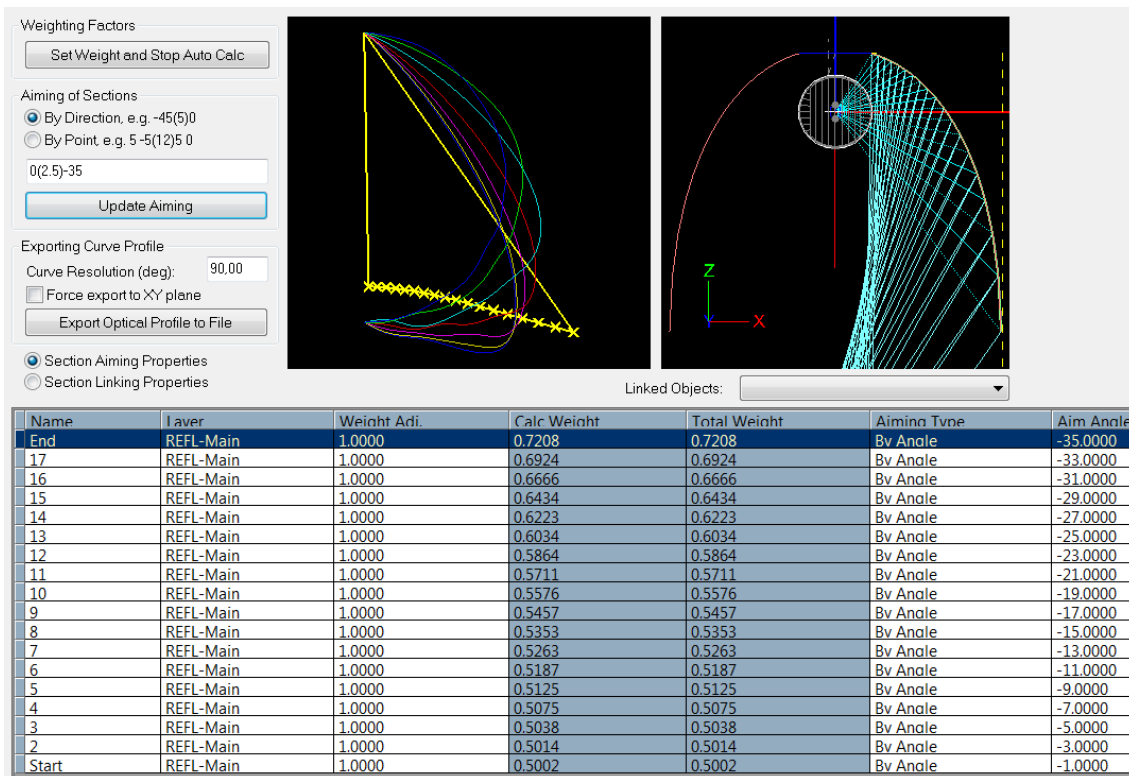 Weighting Factors
Set Weight and Stop Auto Calc
Aiming of Sections
By Direction, e.g. -45(5)0
By Point, e.g. 5 -5(12)5 0
0(2.5)-35
Update Aiming
Exporting Curve Profile
Curve Resolution (deg): 90,00
Force export to XY plane
Export Optical Profile to File
Section Aiming Properties
Section Linking Properties
Z
X
Linked Objects:
Name Layer Weight Adj. Calc Weight Total Weight Aiming Type Aim Angle
End REFL-Main 1.0000 0.7208 0.7208 By Angle -35.0000
17 REFL-Main 1.0000 0.6924 0.6924 By Angle -33.0000
16 REFL-Main 1.0000 0.6666 0.6666 By Angle -31.0000
15 REFL-Main 1.0000 0.6434 0.6434 By Angle -29.0000
14 REFL-Main 1.0000 0.6223 0.6223 By Angle -27.0000
13 REFL-Main 1.0000 0.6034 0.6034 By Angle -25.0000
12 REFL-Main 1.0000 0.5864 0.5864 By Angle -23.0000
11 REFL-Main 1.0000 0.5711 0.5711 By Angle -21.0000
10 REFL-Main 1.0000 0.5576 0.5576 By Angle -19.0000
9 REFL-Main 1.0000 0.5457 0.5457 By Angle -17.0000
8 REFL-Main 1.0000 0.5353 0.5353 By Angle -15.0000
7 REFL-Main 1.0000 0.5263 0.5263 By Angle -13.0000
6 REFL-Main 1.0000 0.5187 0.5187 By Angle -11.0000
5 REFL-Main 1.0000 0.5125 0.5125 By Angle -9.0000
4 REFL-Main 1.0000 0.5075 0.5075 By Angle -7.0000
3 REFL-Main 1.0000 0.5038 0.5038 By Angle -5.0000
2 REFL-Main 1.0000 0.5014 0.5014 By Angle -3.0000
Start REFL-Main 1.0000 0.5002 0.5002 By Angle -1.0000